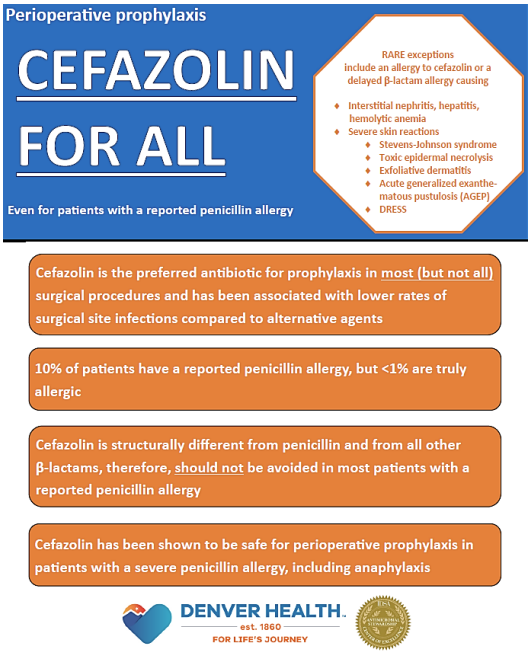 Perioperative prophylaxis
CEFAZOLIN
FOR ALL
Even for patients with a reported penicillin allergy
RARE exceptions
include an allergy to cefazolin or a
delayed β-lactam allergy causing
♦ Interstitial nephritis, hepatitis,
hemolytic anemia
♦ Severe skin reactions
♦ Stevens-Johnson syndrome
♦ Toxic epidermal necrolysis
♦ Exfoliative dermatitis
♦ Acute generalized exanthe-
matous pustulosis (AGEP)
♦ DRESS
Cefazolin is the preferred antibiotic for prophylaxis in most (but not all)
surgical procedures and has been associated with lower rates of
surgical site infections compared to alternative agents
10% of patients have a reported penicillin allergy, but <1% are truly
allergic
Cefazolin is structurally different from penicillin and from all other
β-lactams, therefore, should not be avoided in most patients with a
reported penicillin allergy
Cefazolin has been shown to be safe for perioperative prophylaxis in
patients with a severe penicillin allergy, including anaphylaxis
DENVER HEALTH™
est. 1860
FOR LIFE'S JOURNEY
ANTIMICROBIAL
STEWARDSHIP